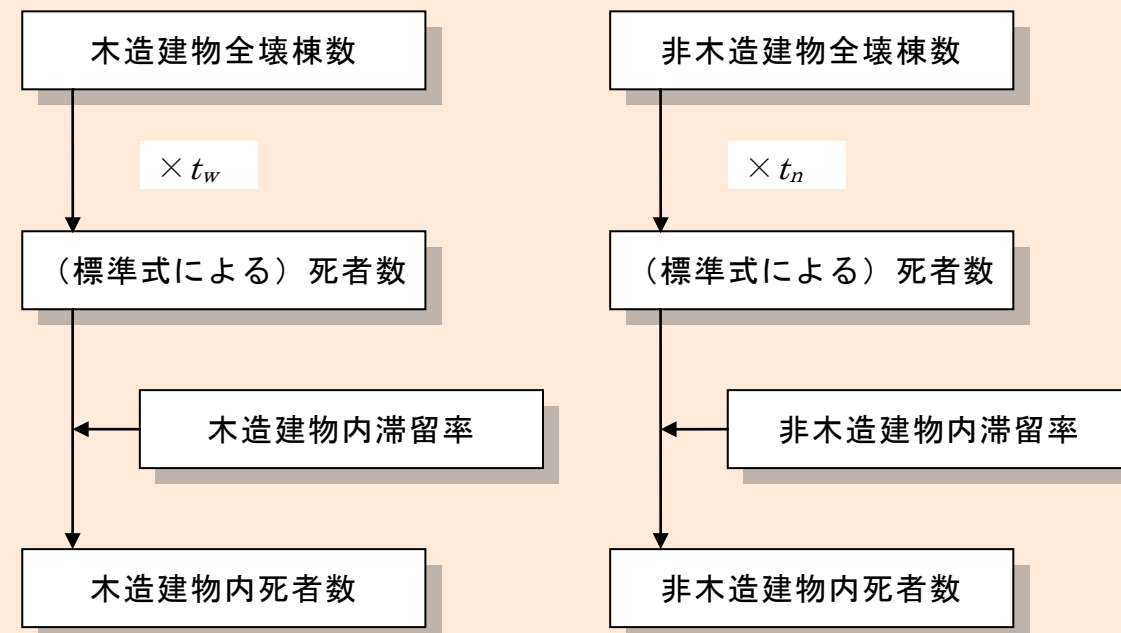 木造建物全壊棟数
×tw
（標準式による）死者数
木造建物内滞留率
木造建物内死者数
非木造建物全壊棟数
×tn
（標準式による）死者数
非木造建物内滞留率
非木造建物内死者数